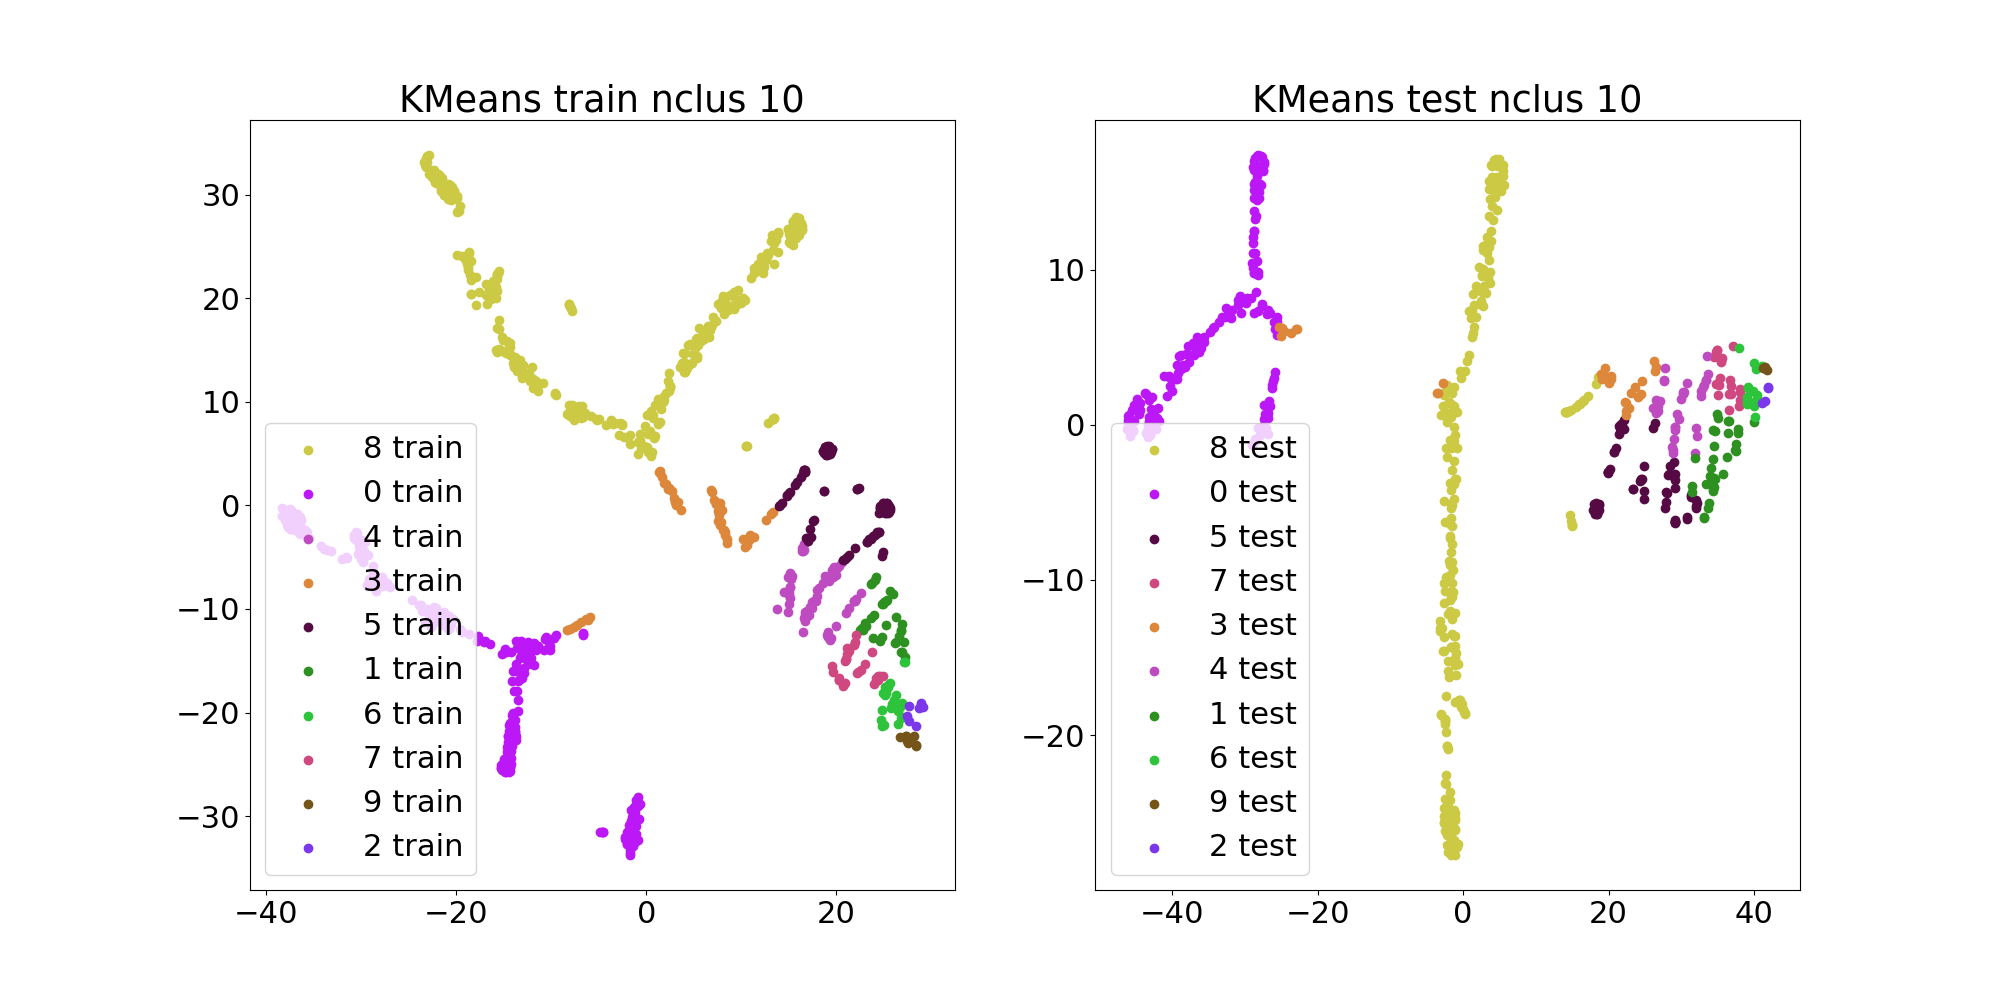 KMeans train nclus 10
30
20
10
0
−10
−20
−30
−40
−20
0
20
8 train
0 train
4 train
3 train
5 train
1 train
6 train
7 train
9 train
2 train
KMeans test nclus 10
10
0
−10
−20
−40
−20
0
20
40
8 test
0 test
5 test
7 test
3 test
4 test
1 test
6 test
9 test
2 test